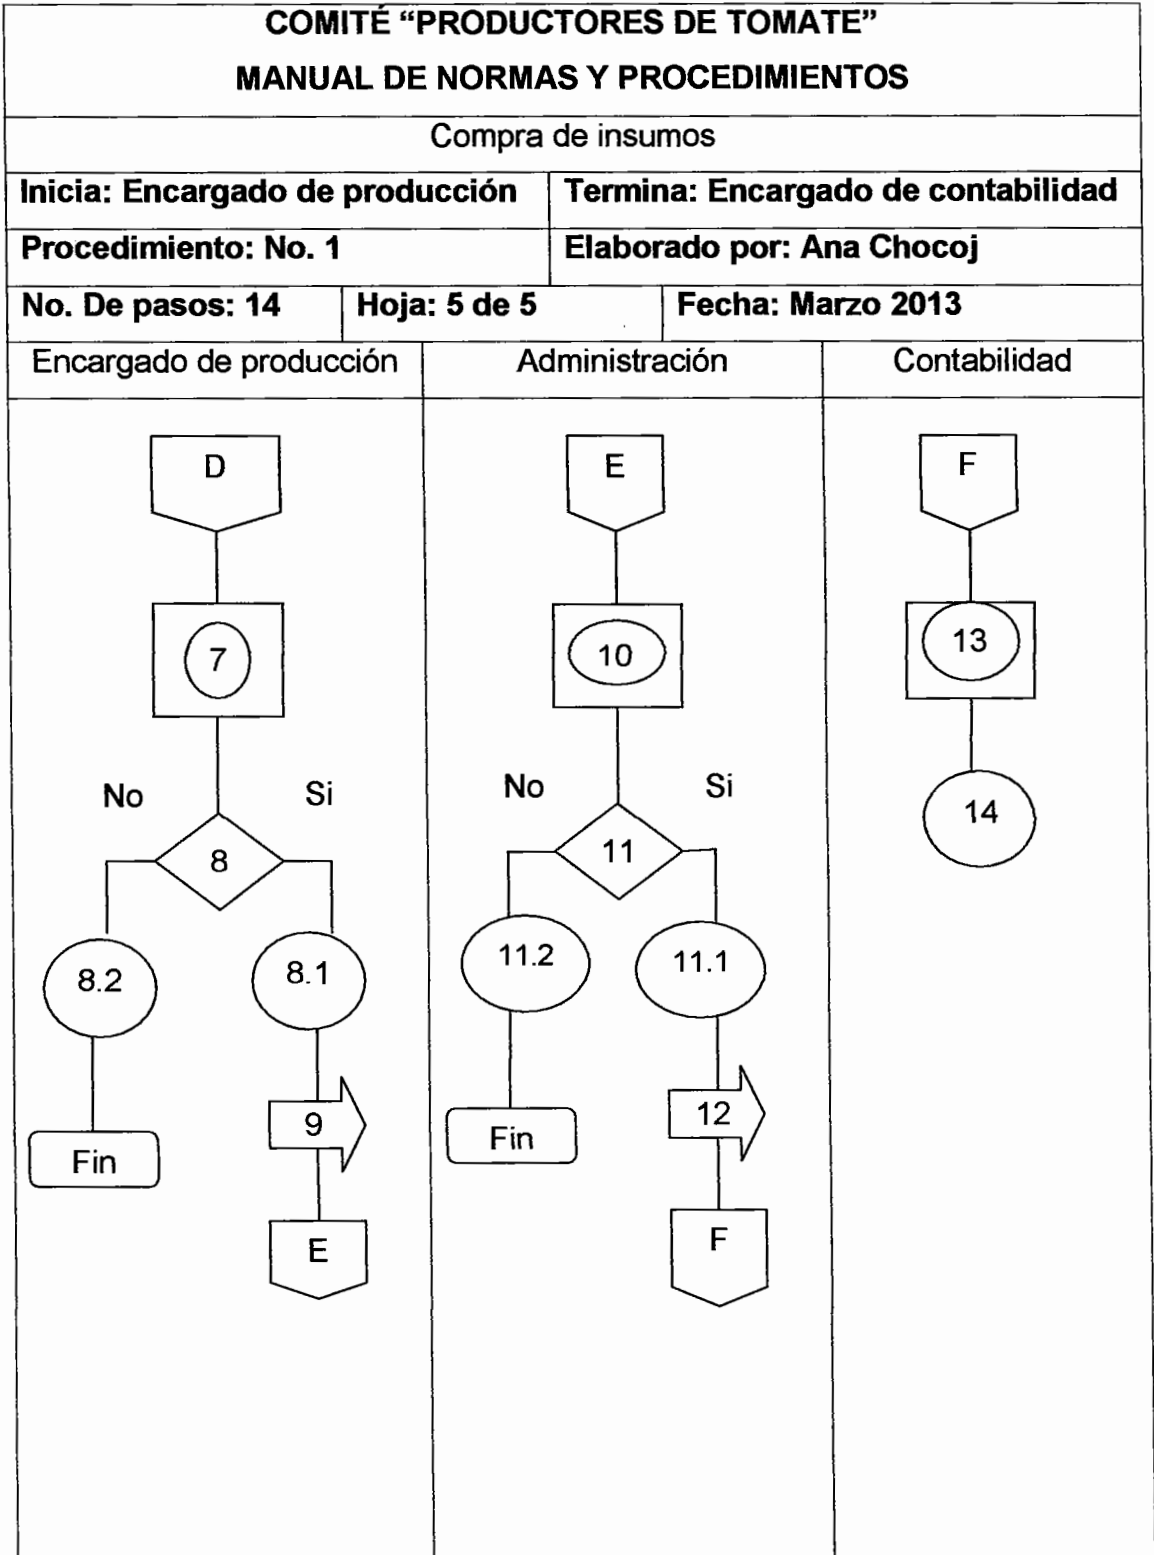 COMITÉ “PRODUCTORES DE TOMATE”
MANUAL DE NORMAS Y PROCEDIMIENTOS
Compra de insumos
Inicia: Encargado de producción
Termina: Encargado de contabilidad
Procedimiento: No. 1
Elaborado por: Ana Chocoj
No. De pasos: 14
Hoja: 5 de 5
Fecha: Marzo 2013
Encargado de producción
Administración
Contabilidad
D
7
No
Si
8
8.2
8.1
9
Fin
E
E
10
No
Si
11
11.2
11.1
12
Fin
F
F
13
14